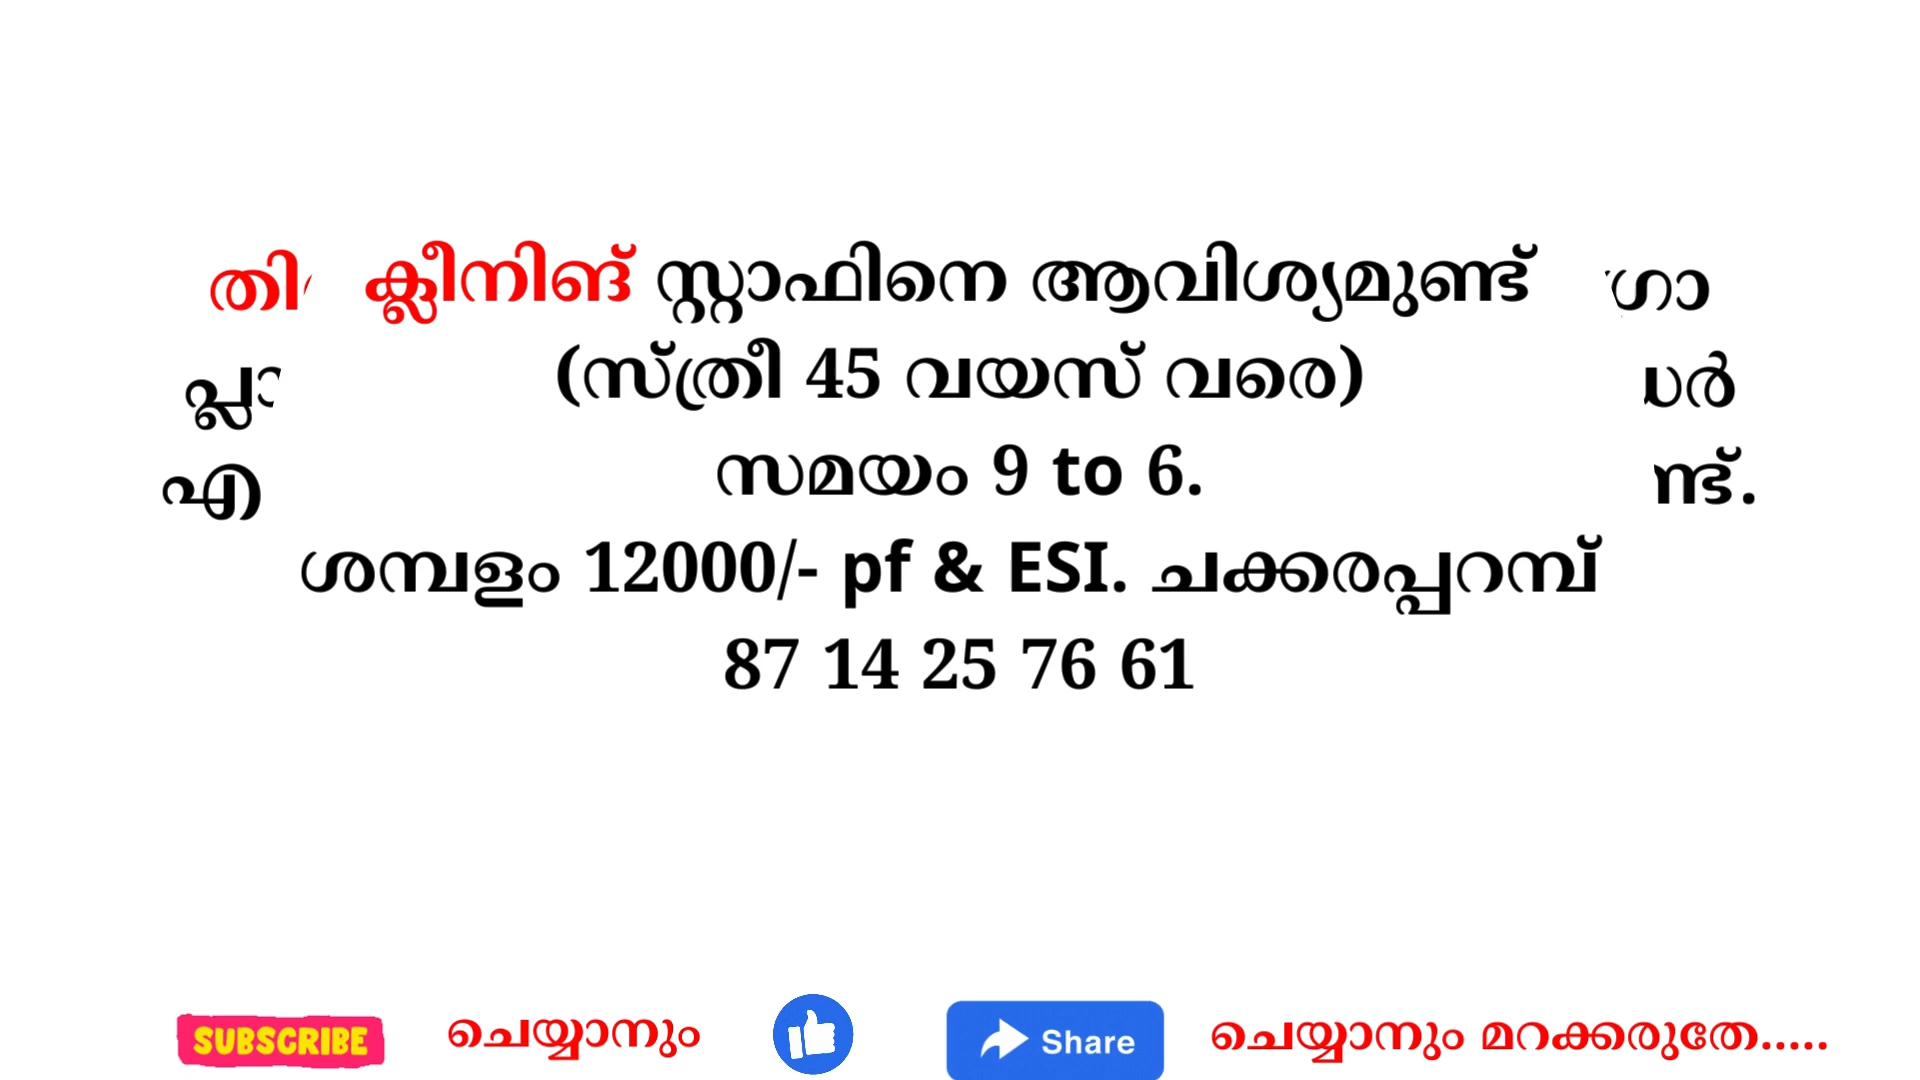 ക്ലീനിങ് സ്റ്റാഫിനെ ആവിശ്യമുണ്ട്
(സ്ത്രീ 45 വയസ് വരെ)
സമയം 9 to 6.
ശമ്പളം 12000/- pf & ESI. ചക്കരപ്പറമ്പ്
87 14 25 76 61
SUBSCRIBE ചെയ്യാനും Share ചെയ്യാനും മറക്കരുതേ.....